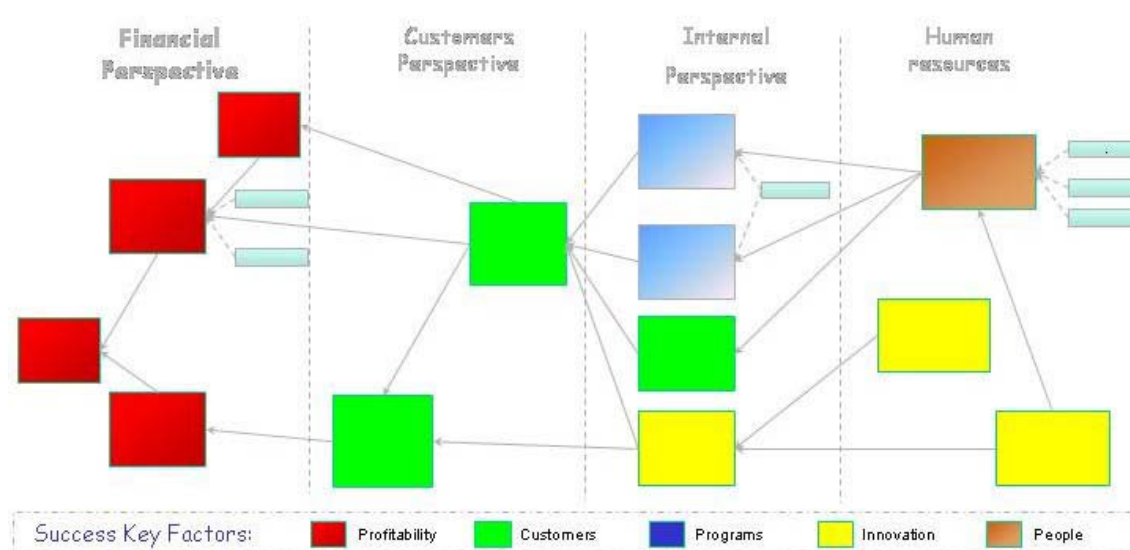 Financial
Perspective
Customers
Perspective
Internal
Perspective
Human
resources
Success Key Factors:
Profitability
Customers
Programs
Innovation
People